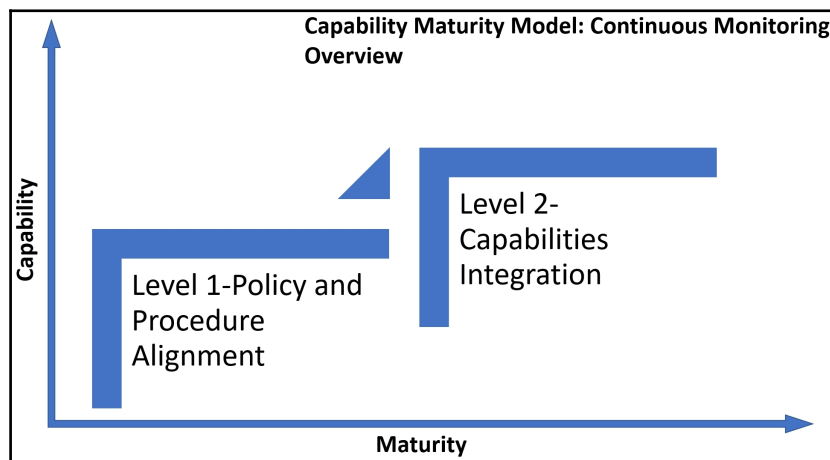 Capability Maturity Model: Continuous Monitoring
Overview
Capability
Level 2-
Capabilities
Integration
Level 1-Policy and
Procedure
Alignment
Maturity